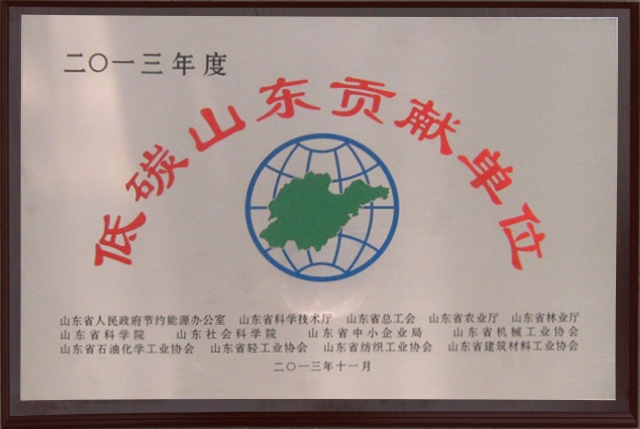 二〇一三年度
低碳山东贡献单位
山东省人民政府节约能源办公室 山东省科学技术厅 山东省总工会 山东省农业厅 山东省林业厅
山东省科学院 山东社会科学院 山东省中小企业局 山东省机械工业协会
山东省石油化学工业协会 山东省轻工业协会 山东省纺织工业协会 山东省建筑材料工业协会
二〇一三年十一月